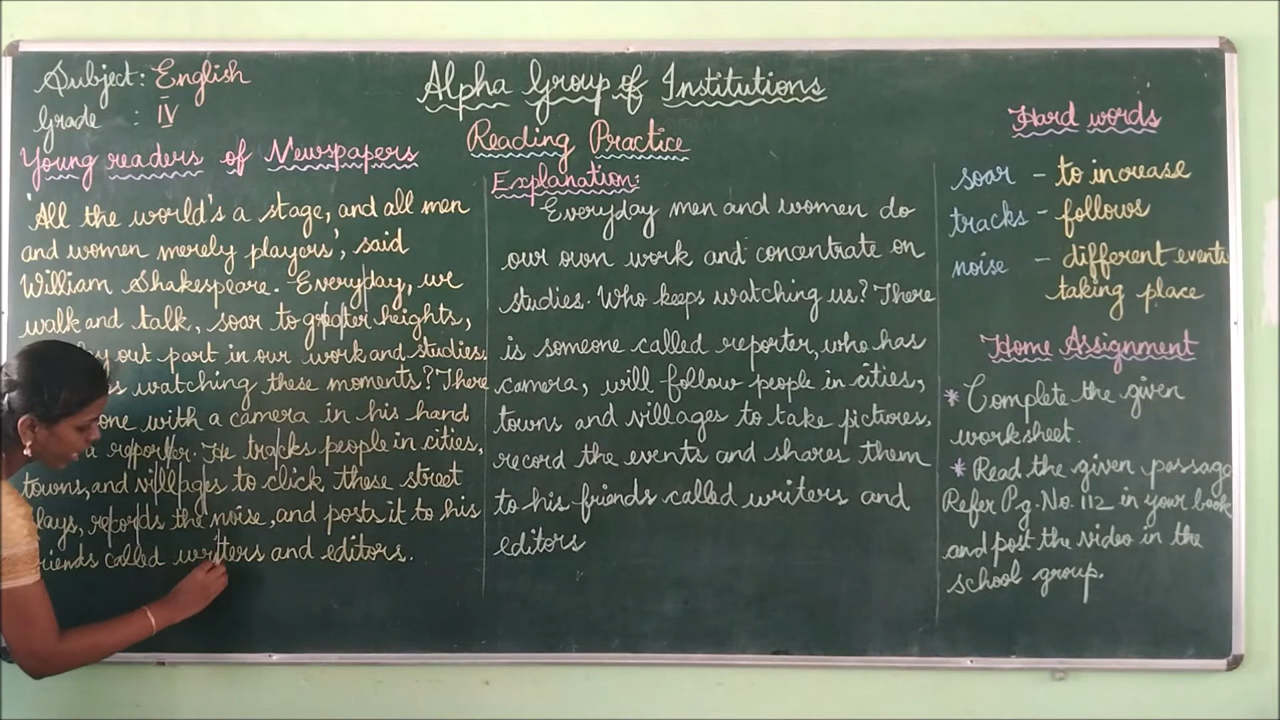 Subject: English
Grade : IV
Alpha Group of Institutions
Reading Practice
Young readers of Newspapers
'All the world's a stage, and all men
and women merely players', said
William Shakespeare. Everyday, we
walk and talk, soar to greater heights,
out part in our work and studies.
watching these moments? There
one with a camera in his hand
reporter. He tracks people in cities,
towns, and villages to click these street
plays, records the noise, and posts it to his
friends called writers and editors.
Explanation:
Everyday men and women do
our own work and concentrate on
studies. Who keeps watching us? There
is someone called reporter, who has
camera, will follow people in cities,
towns and villages to take pictures,
record the events and shares them
to his friends called writers and
editors
Hard words
soar - to increase
tracks - follows
noise - different events
taking place
Home Assignment
* Complete the given
worksheet.
* Read the given passage
Refer Pg. No. 112 in your book
and post the video in the
school group.